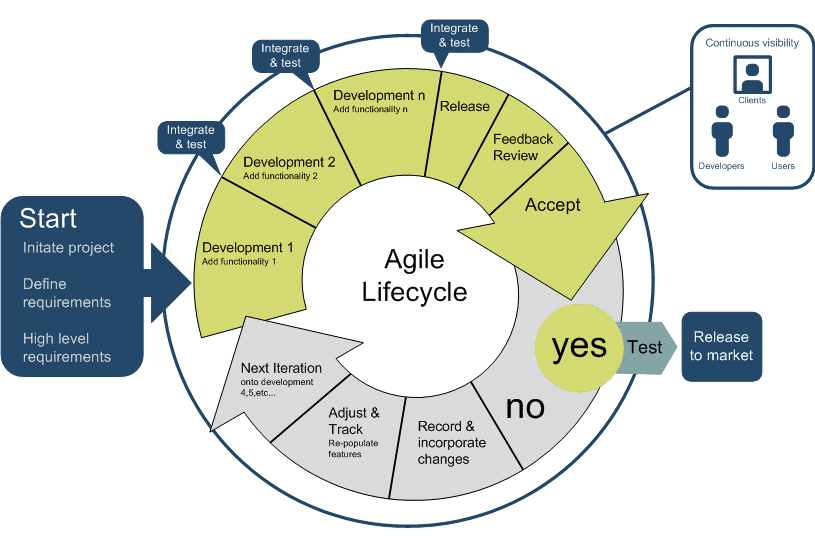 Integrate
& test
Integrate
& test
Integrate
& test
Continuous visibility
Clients
Developers
Users
Start
Initate project
Define
requirements
High level
requirements
Development 1
Add functionality 1
Development 2
Add functionality 2
Development n
Add functionality n
Release
Feedback
Review
Accept
Agile
Lifecycle
yes
Test
Release
to market
no
Record &
incorporate
changes
Adjust &
Track
Re-populate
features
Next Iteration
onto development
4,5,etc...